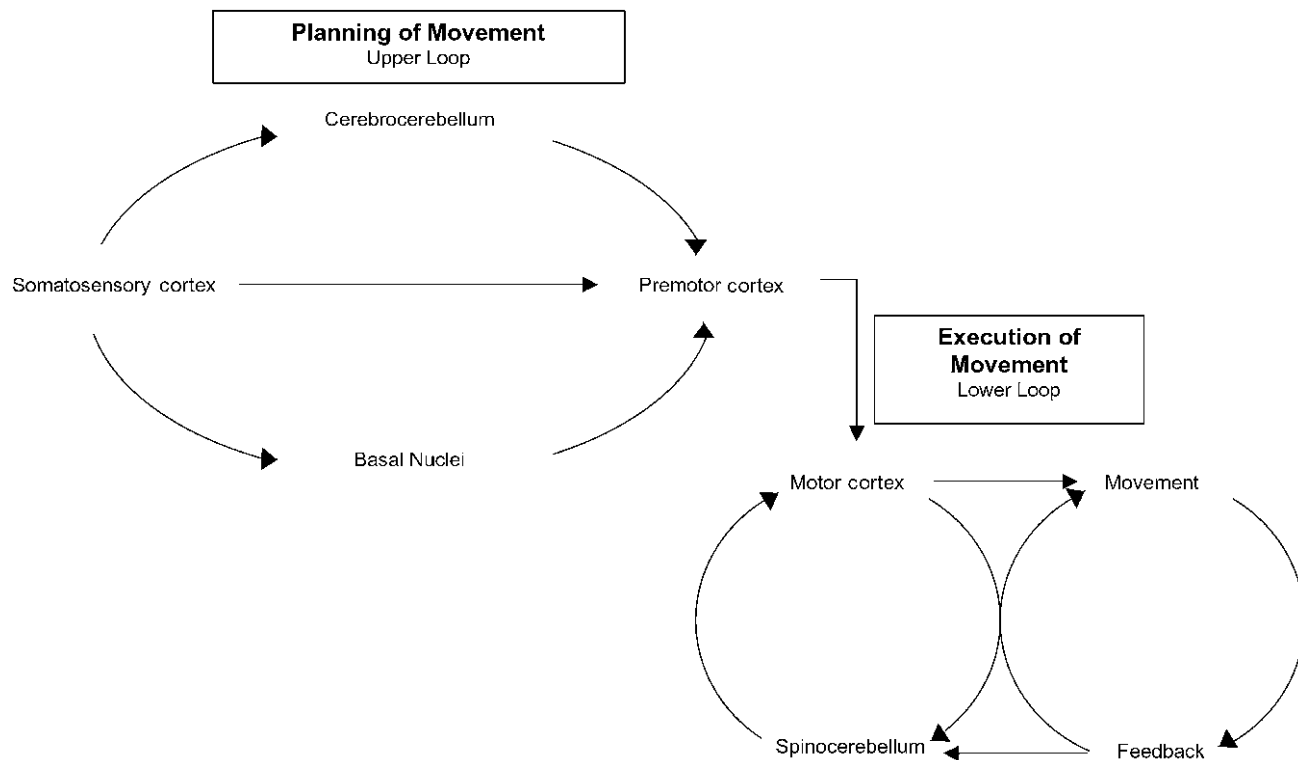 Planning of Movement
Upper Loop
Cerebrocerebellum
Somatosensory cortex
Premotor cortex
Execution of
Movement
Lower Loop
Basal Nuclei
Motor cortex
Movement
Spinocerebellum
Feedback